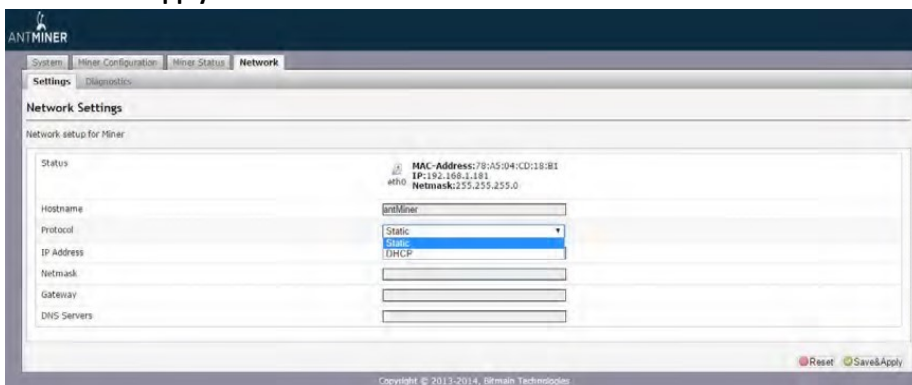 ANTMINER
System Miner Configuration Miner Status Network
Settings Diagnostics
Network Settings
Network setup for Miner
Status
MAC-Address:78:A5:04:CD:18:B1
IP:192.168.1.181
eth0 Netmask:255.255.255.0
Hostname antMiner
Protocol Static
Static
IP Address DHCP
Netmask
Gateway
DNS Servers
Reset Save&Apply
Copyright © 2013-2014, Bitmain Technologies